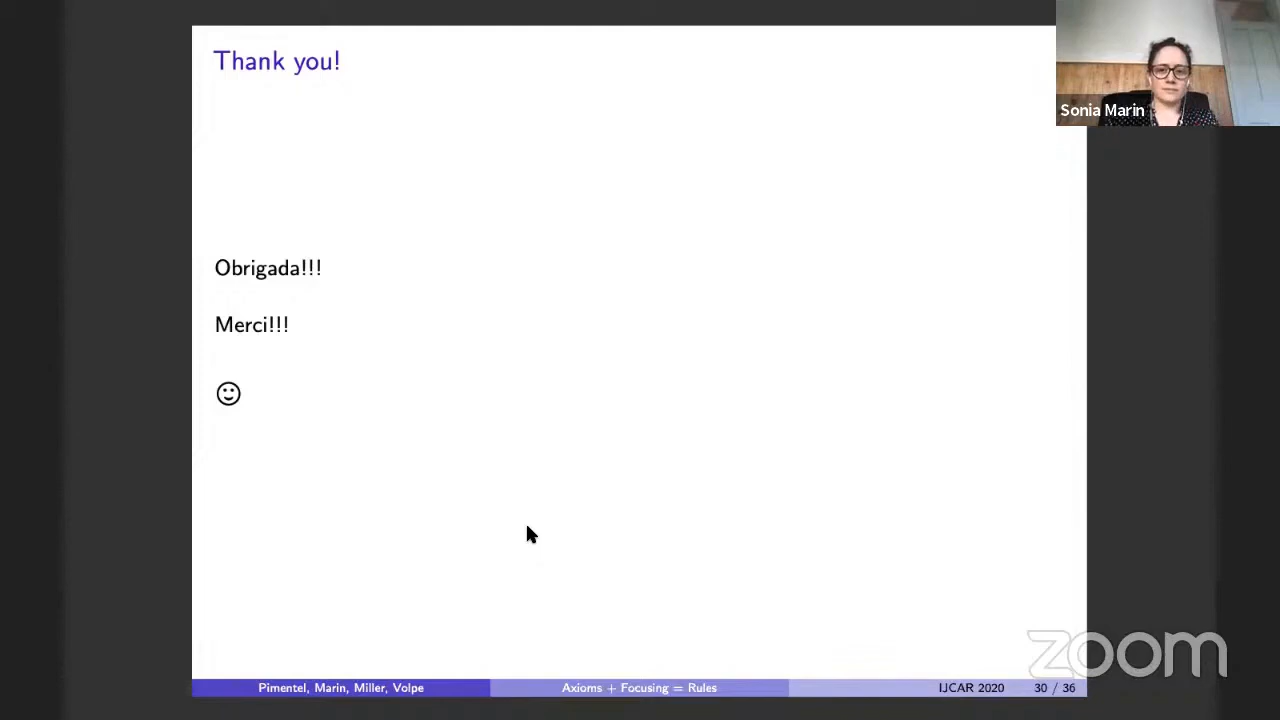 Thank you!
Sonia Marin
Obrigada!!!
Merci!!!
zoom
Pimentel, Marin, Miller, Volpe
Axioms + Focusing = Rules
IJCAR 2020
30 / 36